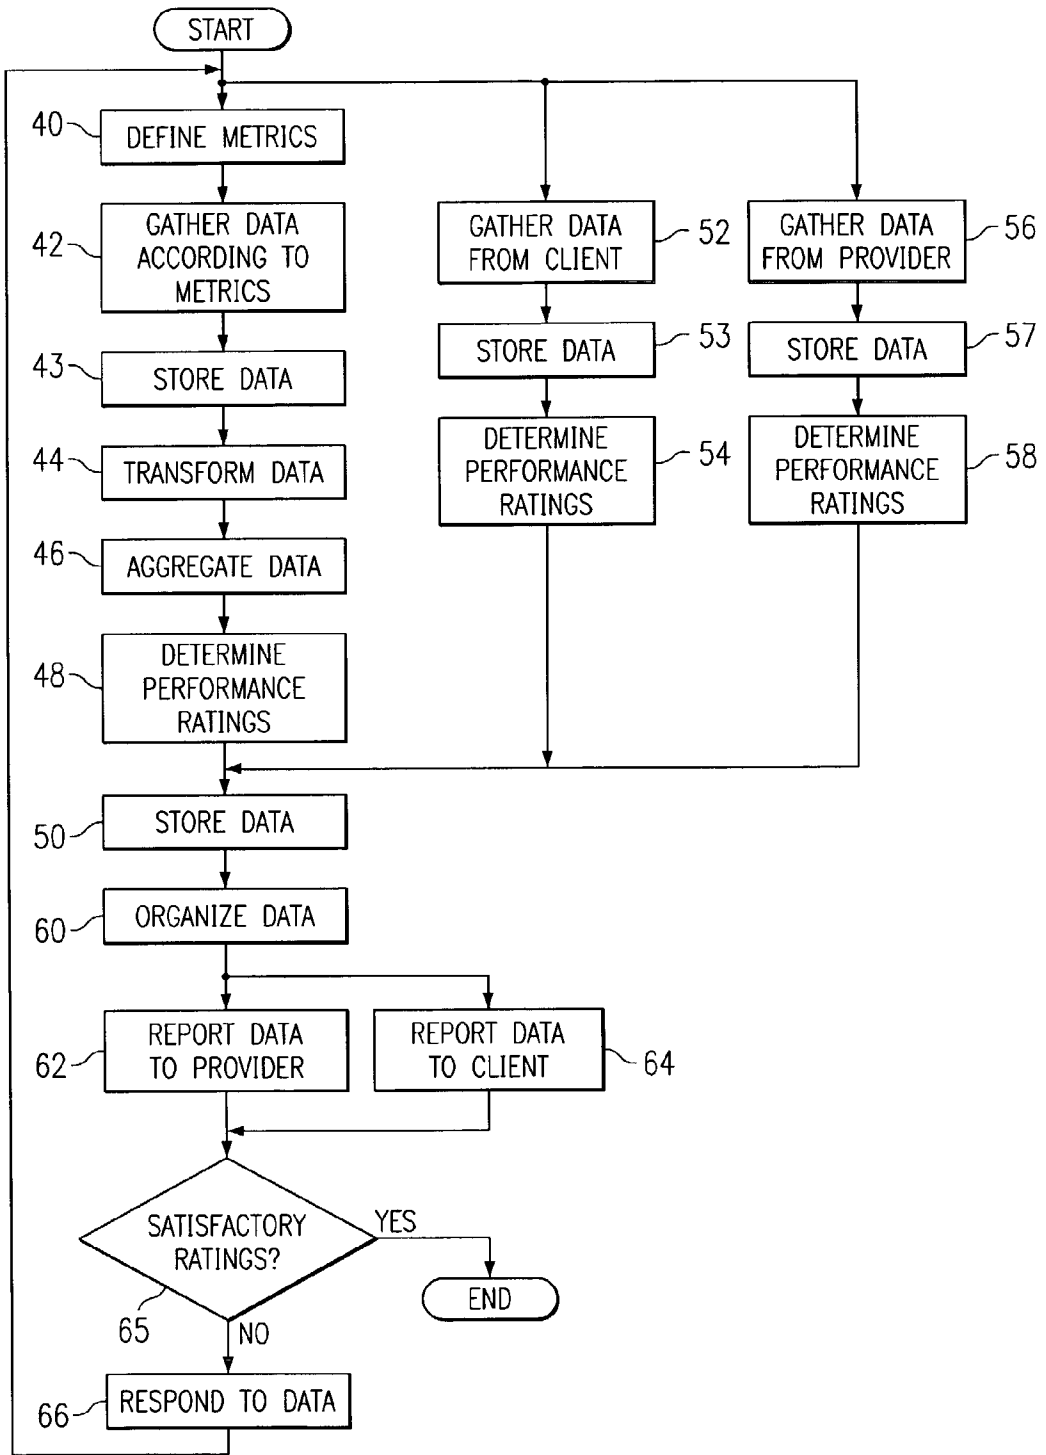 START
40
DEFINE METRICS
42
GATHER DATA
ACCORDING TO
METRICS
43
STORE DATA
44
TRANSFORM DATA
46
AGGREGATE DATA
48
DETERMINE
PERFORMANCE
RATINGS
GATHER DATA
FROM CLIENT
52
STORE DATA
53
DETERMINE
PERFORMANCE
RATINGS
54
GATHER DATA
FROM PROVIDER
56
STORE DATA
57
DETERMINE
PERFORMANCE
RATINGS
58
50
STORE DATA
60
ORGANIZE DATA
62
REPORT DATA
TO PROVIDER
REPORT DATA
TO CLIENT
64
SATISFACTORY
RATINGS?
65
YES
END
NO
66
RESPOND TO DATA